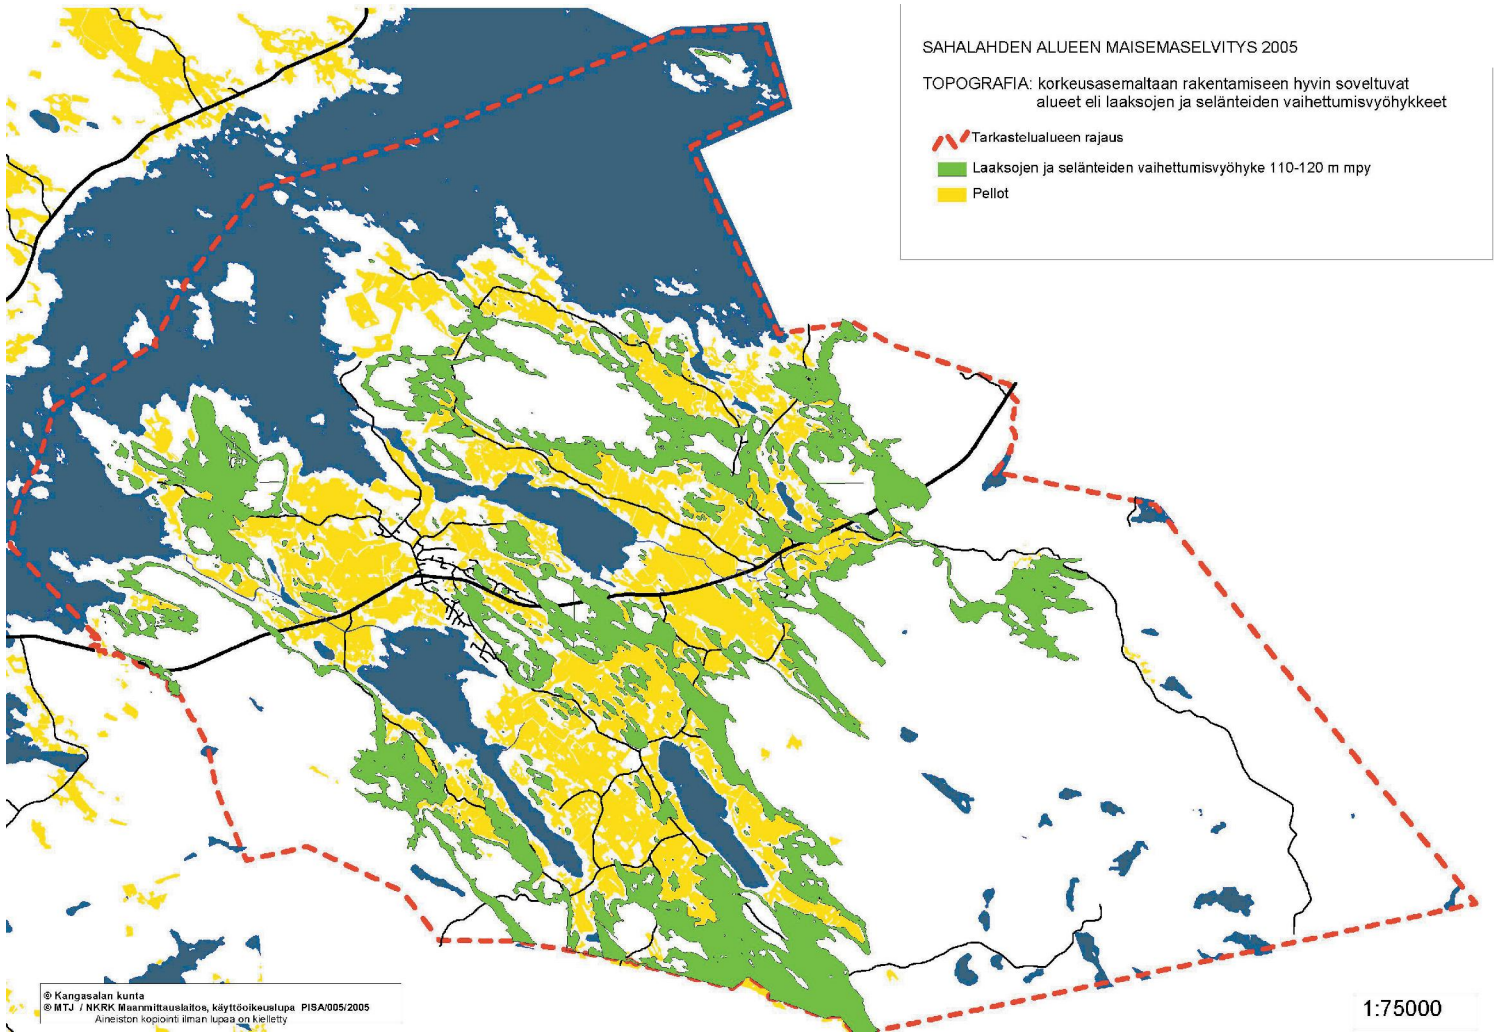 SAHALAHDEN ALUEEN MAISEMASELVITYS 2005
TOPOGRAFIA: korkeusasemaltaan rakentamiseen hyvin soveltuvat
alueet eli laaksojen ja selänteiden vaihettumisvyöhykkeet
Tarkastelualueen rajaus
Laaksojen ja selänteiden vaihettumisvyöhyke 110-120 m mpy
Pellot
© Kangasalan kunta
© MTJ / NKRK Maanmittauslaitos, käyttöoikeuslupa PISA/005/2005
Aineiston kopiointi ilman lupaa on kielletty
1:75000